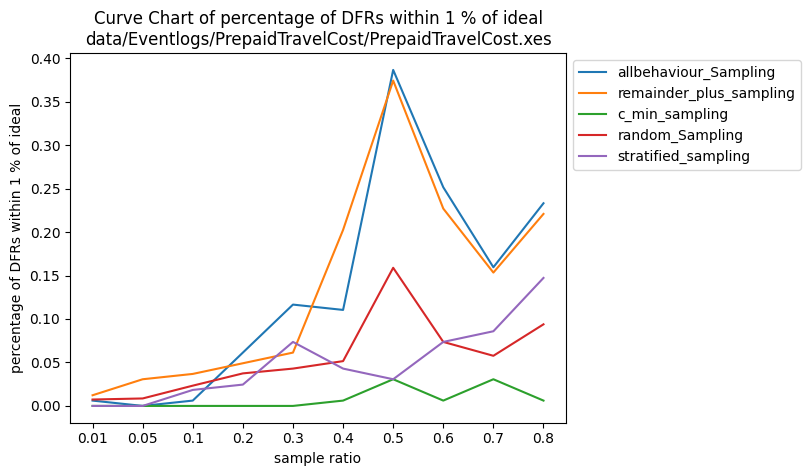 Curve Chart of percentage of DFRs within 1 % of ideal
data/Eventlogs/PrepaidTravelCost/PrepaidTravelCost.xes
percentage of DFRs within 1 % of ideal
0.40
0.35
0.30
0.25
0.20
0.15
0.10
0.05
0.00
0.01 0.05 0.1 0.2 0.3 0.4 0.5 0.6 0.7 0.8
sample ratio
allbehaviour_Sampling
remainder_plus_sampling
c_min_sampling
random_Sampling
stratified_sampling